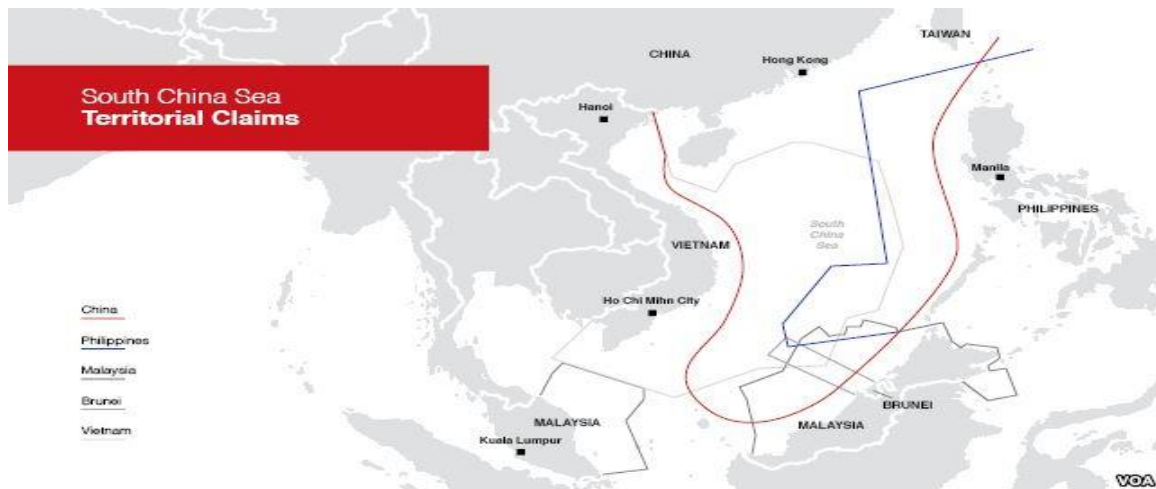 South China Sea
Territorial Claims
TAIWAN
CHINA
Hong Kong
Hanoi
Manila
PHILIPPINES
South
China
Sea
VIETNAM
Ho Chi Mihn City
China
Philippines
Malaysia
Brunei
Vietnam
BRUNEI
MALAYSIA
MALAYSIA
Kuala Lumpur
VOA